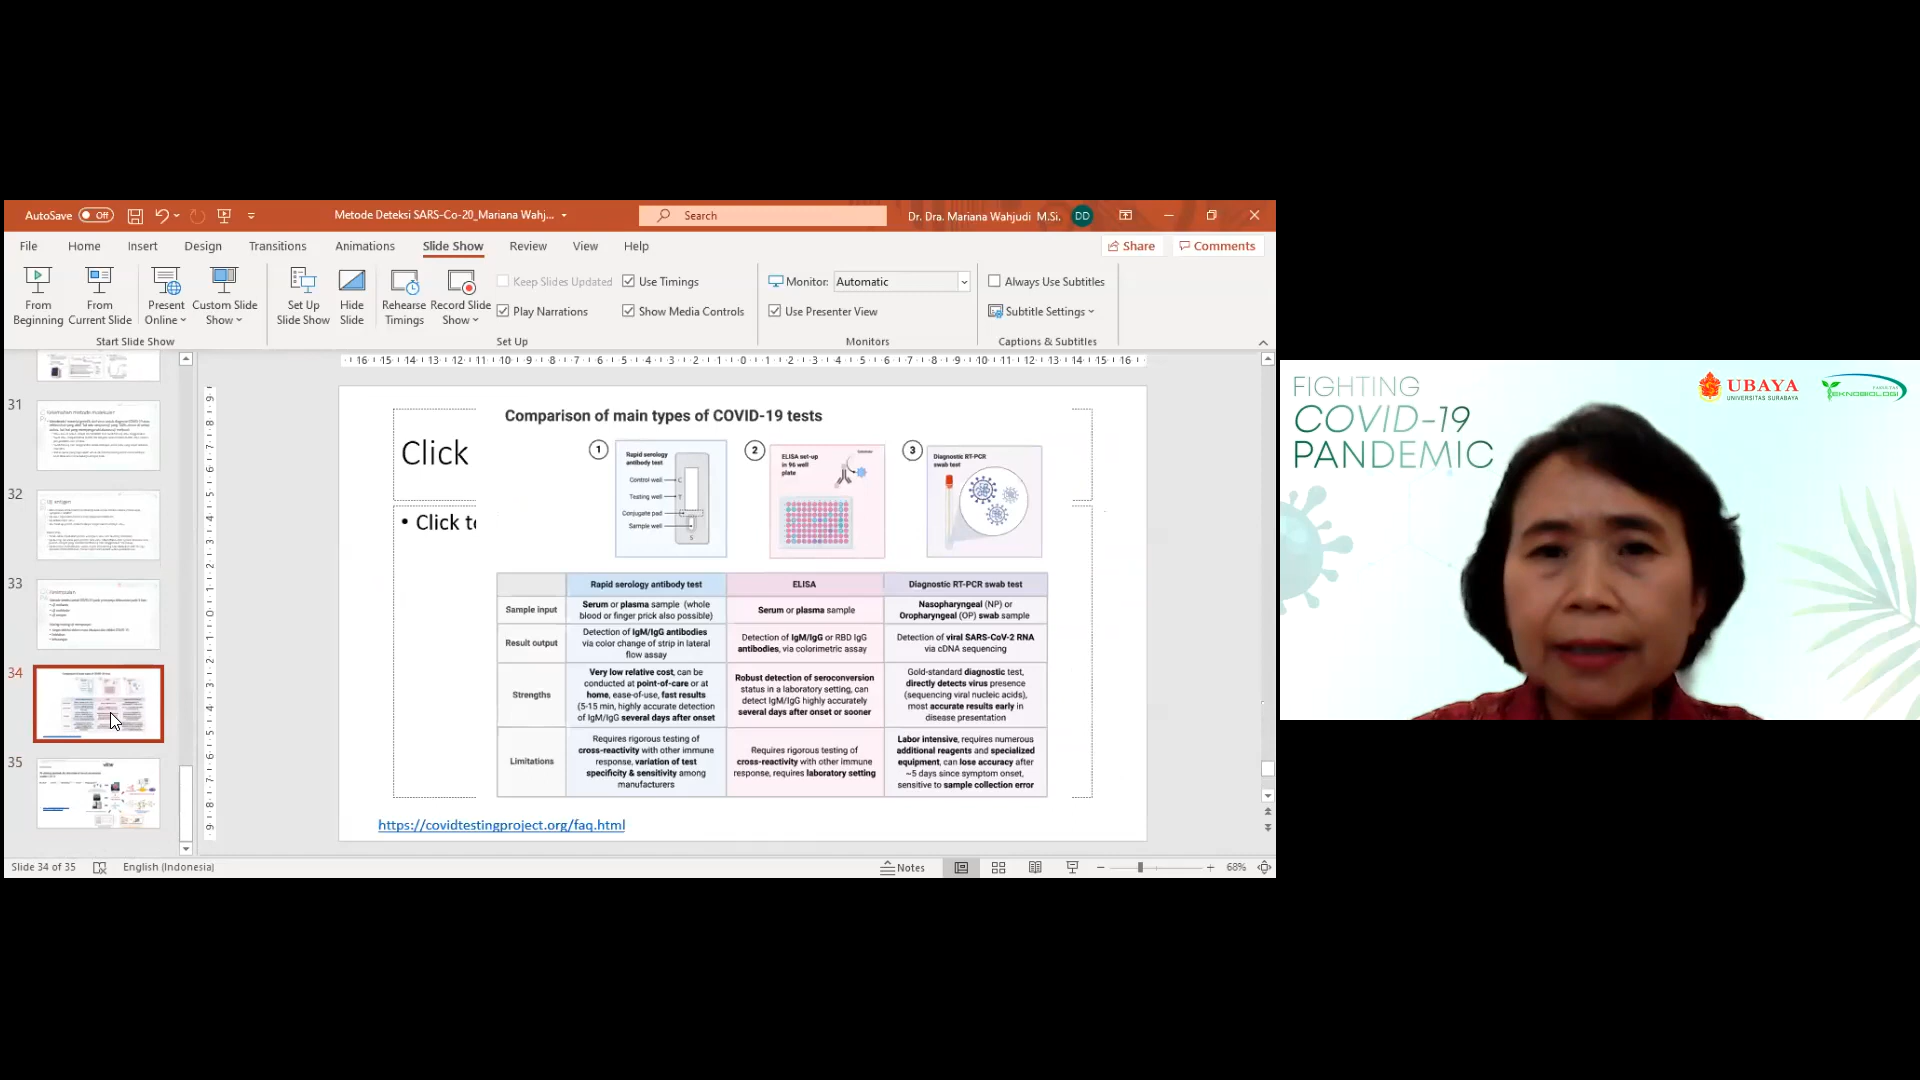 AutoSave Off
Metode Deteksi SARS-Co-20_Mariana Wahj...
Search
Dr. Dra. Mariana Wahjudi M.Si.
DD
File Home Insert Design Transitions Animations Slide Show Review View Help
Share
Comments
From Beginning
From Current Slide
Present Online
Custom Slide Show
Set Up Slide Show
Hide Slide
Rehearse Timings
Record Slide Show
Keep Slides Updated
Play Narrations
Use Timings
Show Media Controls
Monitor: Automatic
Use Presenter View
Always Use Subtitles
Subtitle Settings
Start Slide Show
Set Up
Monitors
Captions & Subtitles
31
32
33
34
35
Comparison of main types of COVID-19 tests
Click
• Click to
1
Rapid serology
antibody test
Control well
C
Testing well
T
Conjugate pad
Sample well
S
2
ELISA set-up
in 96 well
plate
3
Diagnostic RT-PCR
swab test
Rapid serology antibody test
ELISA
Diagnostic RT-PCR swab test
Sample input
Serum or plasma sample (whole
blood or finger prick also possible)
Serum or plasma sample
Nasopharyngeal (NP) or
Oropharyngeal (OP) swab sample
Result output
Detection of IgM/IgG antibodies
via color change of strip in lateral
flow assay
Detection of IgM/IgG or RBD IgG
antibodies, via colorimetric assay
Detection of viral SARS-CoV-2 RNA
via cDNA sequencing
Strengths
Very low relative cost, can be
conducted at point-of-care or at
home, ease-of-use, fast results
(5-15 min, highly accurate detection
of IgM/IgG several days after onset
Robust detection of seroconversion
status in a laboratory setting, can
detect IgM/IgG highly accurately
several days after onset or sooner
Gold-standard diagnostic test,
directly detects virus presence
(sequencing viral nucleic acids),
most accurate results early in
disease presentation
Limitations
Requires rigorous testing of
cross-reactivity with other immune
response, variation of test
specificity & sensitivity among
manufacturers
Requires rigorous testing of
cross-reactivity with other immune
response, requires laboratory setting
Labor intensive, requires numerous
additional reagents and specialized
equipment, can lose accuracy after
~5 days since symptom onset,
sensitive to sample collection error
https://covidtestingproject.org/faq.html
Slide 34 of 35
English (Indonesia)
Notes
68%
FIGHTING
COVID-19
PANDEMIC
UBAYA
UNIVERSITAS SURABAYA
FAKULTAS
TEKNOBIOLOGI